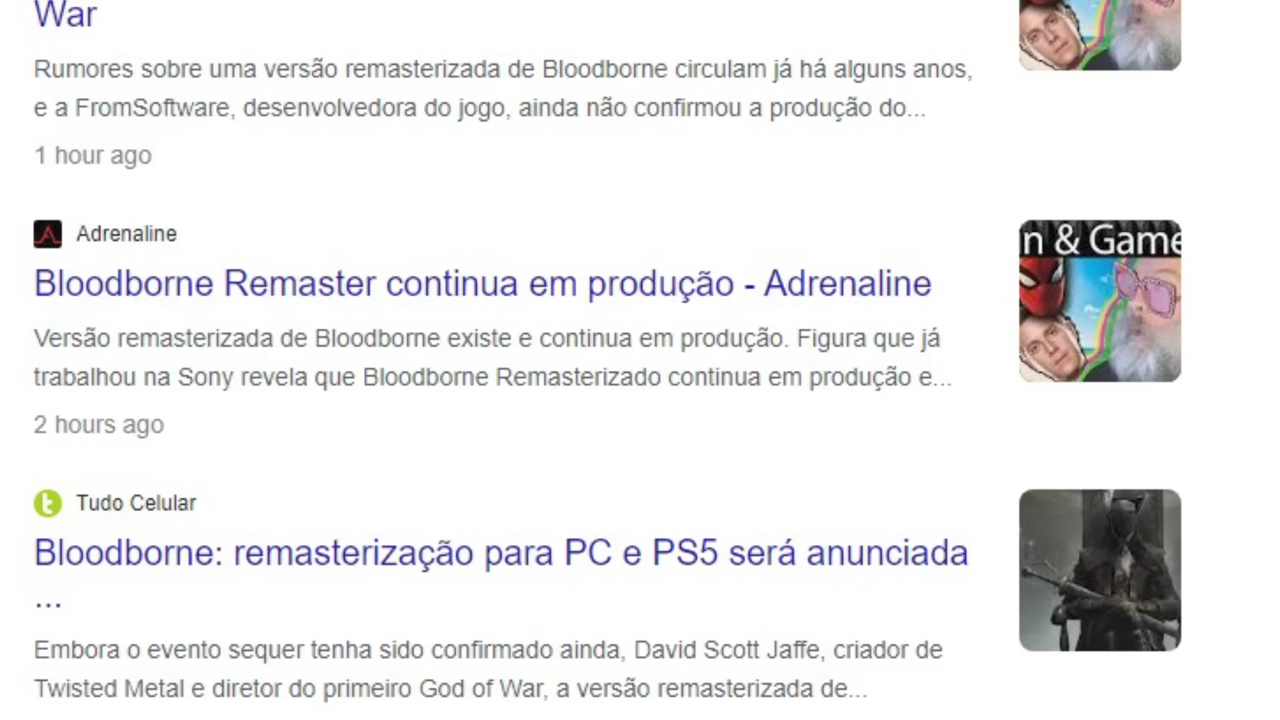 War
Rumores sobre uma versão remasterizada de Bloodborne circulam já há alguns anos,
e a FromSoftware, desenvolvedora do jogo, ainda não confirmou a produção do...
1 hour ago
Adrenaline
n & Game
Bloodborne Remaster continua em produção - Adrenaline
Versão remasterizada de Bloodborne existe e continua em produção. Figura que já
trabalhou na Sony revela que Bloodborne Remasterizado continua em produção e...
2 hours ago
Tudo Celular
Bloodborne: remasterização para PC e PS5 será anunciada
...
Embora o evento sequer tenha sido confirmado ainda, David Scott Jaffe, criador de
Twisted Metal e diretor do primeiro God of War, a versão remasterizada de...